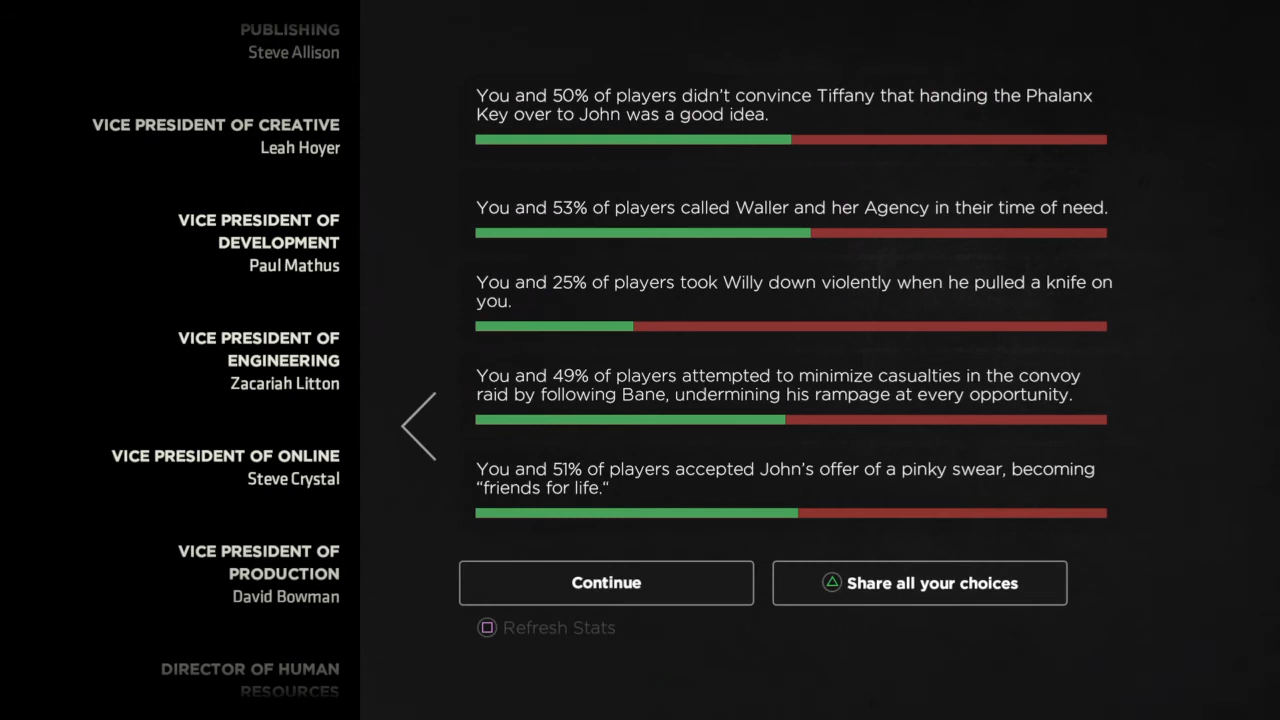 PUBLISHING
Steve Allison
VICE PRESIDENT OF CREATIVE
Leah Hoyer
VICE PRESIDENT OF
DEVELOPMENT
Paul Mathus
VICE PRESIDENT OF
ENGINEERING
Zacariah Litton
VICE PRESIDENT OF ONLINE
Steve Crystal
VICE PRESIDENT OF
PRODUCTION
David Bowman
DIRECTOR OF HUMAN
RESOURCES
You and 50% of players didn't convince Tiffany that handing the Phalanx
Key over to John was a good idea.
You and 53% of players called Waller and her Agency in their time of need.
You and 25% of players took Willy down violently when he pulled a knife on
you.
You and 49% of players attempted to minimize casualties in the convoy
raid by following Bane, undermining his rampage at every opportunity.
You and 51% of players accepted John's offer of a pinky swear, becoming
“friends for life.“
Continue
Share all your choices
Refresh Stats